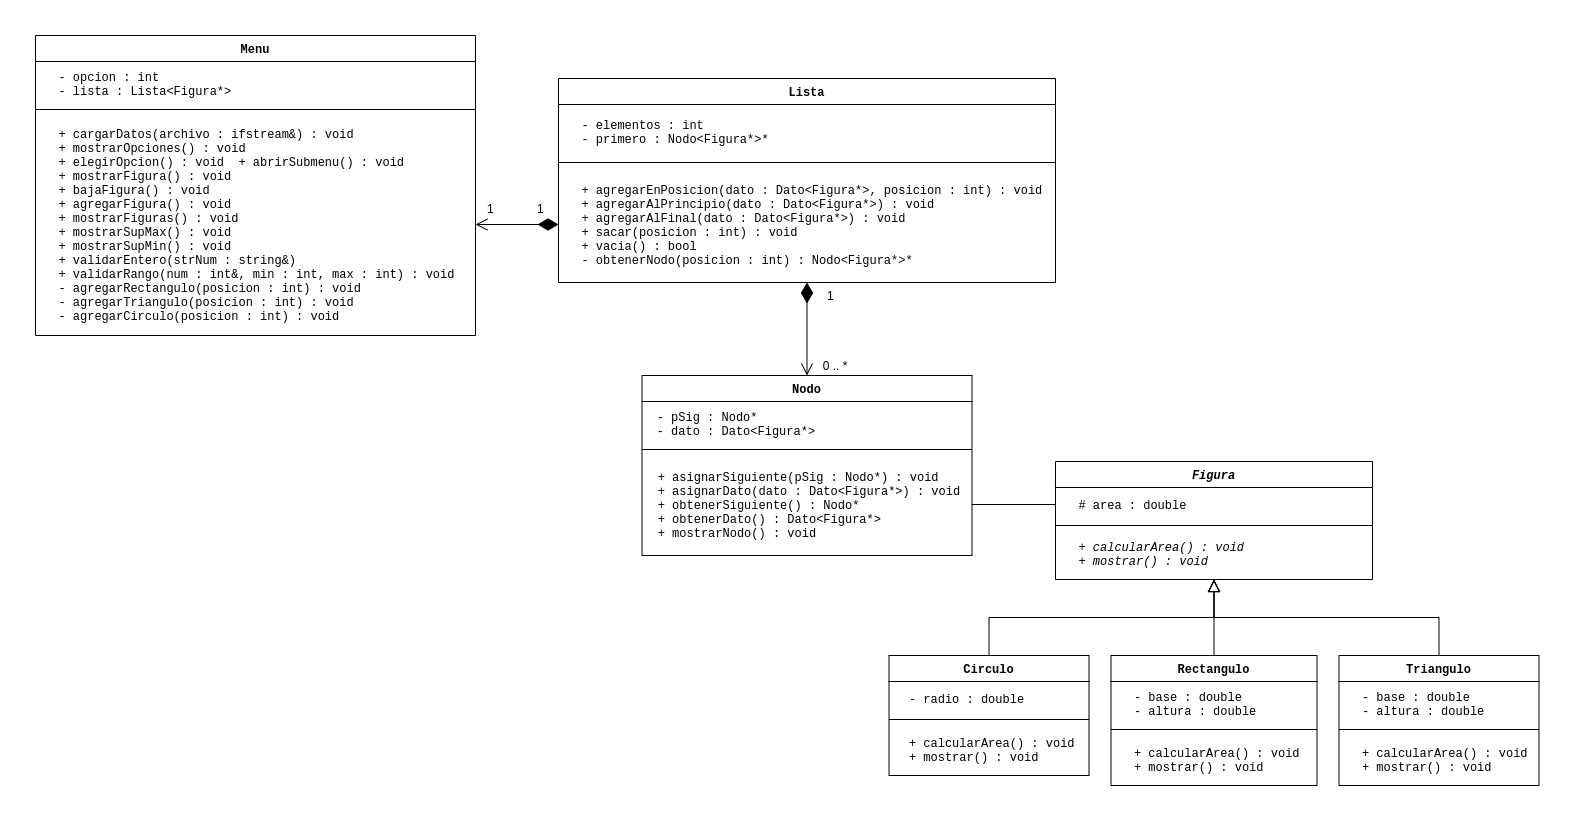 Menu
- opcion : int
- lista : Lista<Figura*>
+ cargarDatos(archivo : ifstream&) : void
+ mostrarOpciones() : void
+ elegirOpcion() : void  + abrirSubmenu() : void
+ mostrarFigura() : void
+ bajaFigura() : void
+ agregarFigura() : void
+ mostrarFiguras() : void
+ mostrarSupMax() : void
+ mostrarSupMin() : void
+ validarEntero(strNum : string&)
+ validarRango(num : int&, min : int, max : int) : void
- agregarRectangulo(posicion : int) : void
- agregarTriangulo(posicion : int) : void
- agregarCirculo(posicion : int) : void
1
1
Lista
- elementos : int
- primero : Nodo<Figura*>*
+ agregarEnPosicion(dato : Dato<Figura*>, posicion : int) : void
+ agregarAlPrincipio(dato : Dato<Figura*>) : void
+ agregarAlFinal(dato : Dato<Figura*>) : void
+ sacar(posicion : int) : void
+ vacia() : bool
- obtenerNodo(posicion : int) : Nodo<Figura*>*
1
0 .. *
Nodo
- pSig : Nodo*
- dato : Dato<Figura*>
+ asignarSiguiente(pSig : Nodo*) : void
+ asignarDato(dato : Dato<Figura*>) : void
+ obtenerSiguiente() : Nodo*
+ obtenerDato() : Dato<Figura*>
+ mostrarNodo() : void
Figura
# area : double
+ calcularArea() : void
+ mostrar() : void
Circulo
- radio : double
+ calcularArea() : void
+ mostrar() : void
Rectangulo
- base : double
- altura : double
+ calcularArea() : void
+ mostrar() : void
Triangulo
- base : double
- altura : double
+ calcularArea() : void
+ mostrar() : void